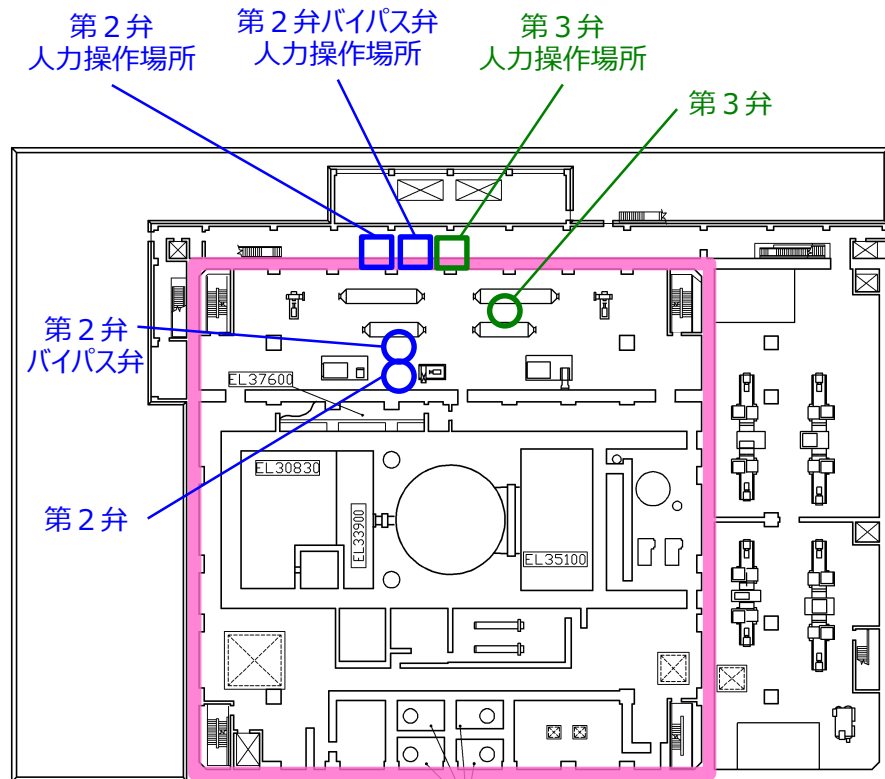 第２弁
人力操作場所
第２弁バイパス弁
人力操作場所
第３弁
人力操作場所
第３弁
第２弁
バイパス弁
EL37600
EL30830
EL33900
EL35100
第２弁